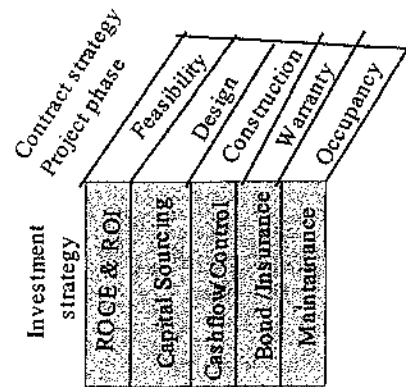 Contract strategy
Project phase
Feasibility
Design
Construction
Warranty
Occupancy
Investment
strategy
ROCE & ROI
Capital Sourcing
Cashflow Control
Bond / Insurance
Maintainance